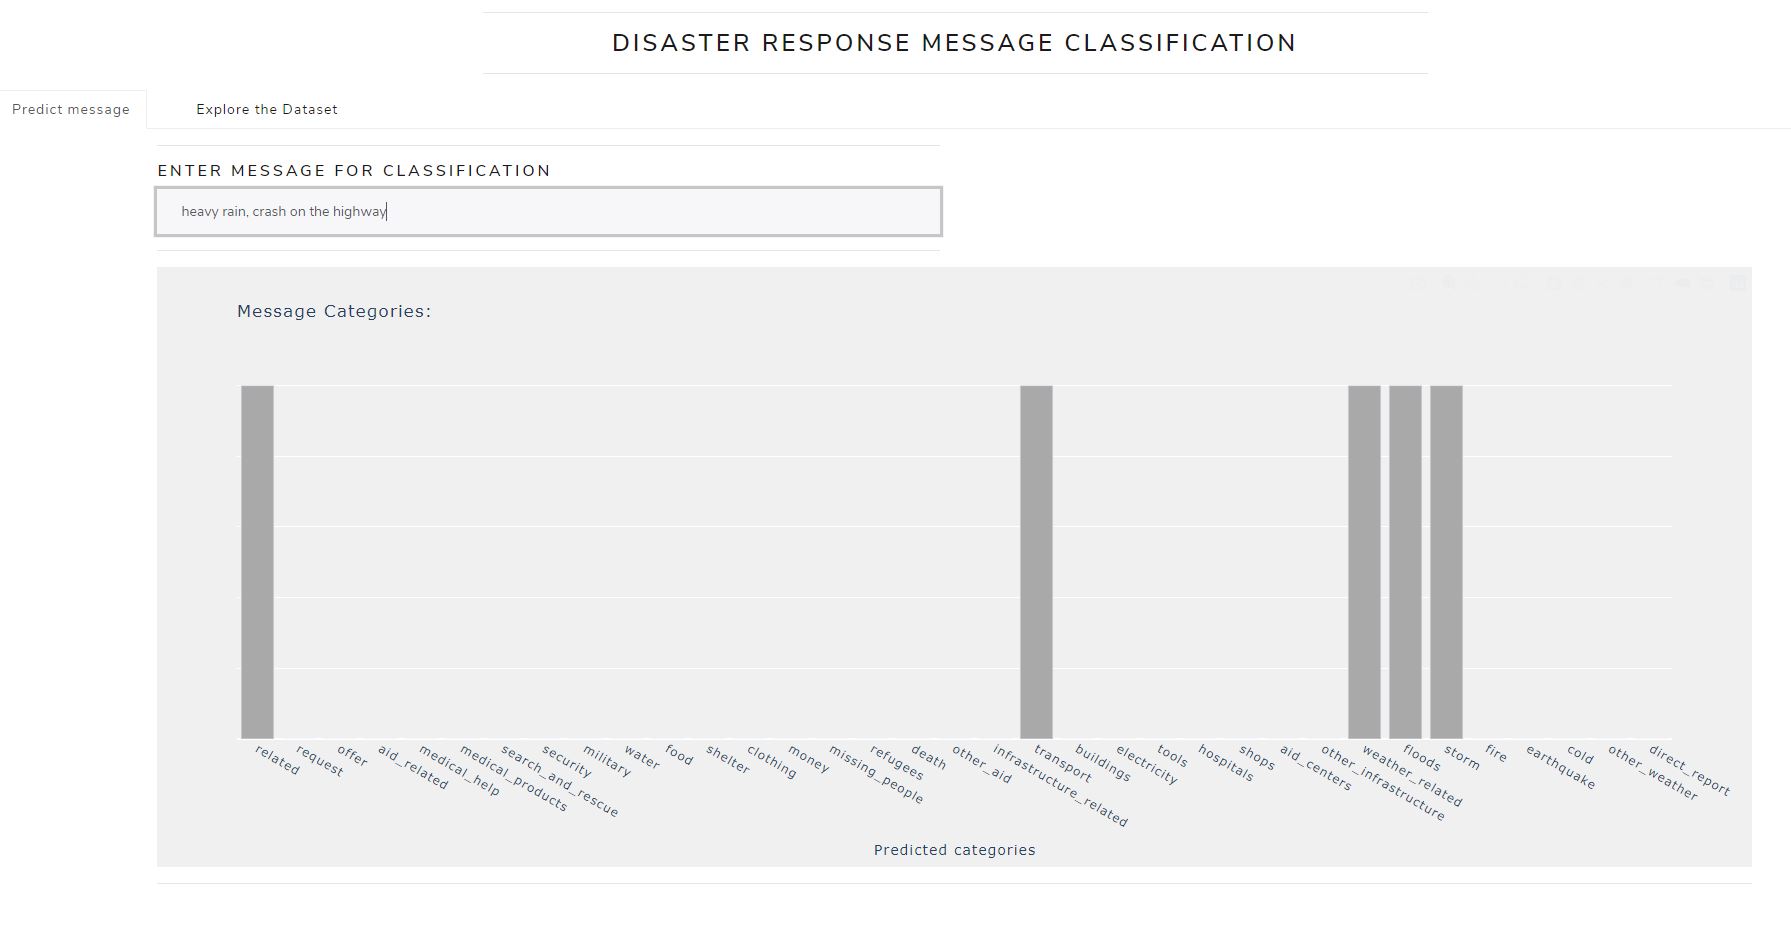 DISASTER RESPONSE MESSAGE CLASSIFICATION
Predict message
Explore the Dataset
ENTER MESSAGE FOR CLASSIFICATION
heavy rain, crash on the highway
Message Categories:
related
request
offer
aid_related
medical_help
medical_products
search_and_rescue
security
military
water
food
shelter
clothing
money
missing_people
refugees
death
other_aid
infrastructure_related
transport
buildings
electricity
tools
hospitals
shops
aid_centers
other_infrastructure
weather_related
floods
storm
fire
earthquake
cold
other_weather
direct_report
Predicted categories